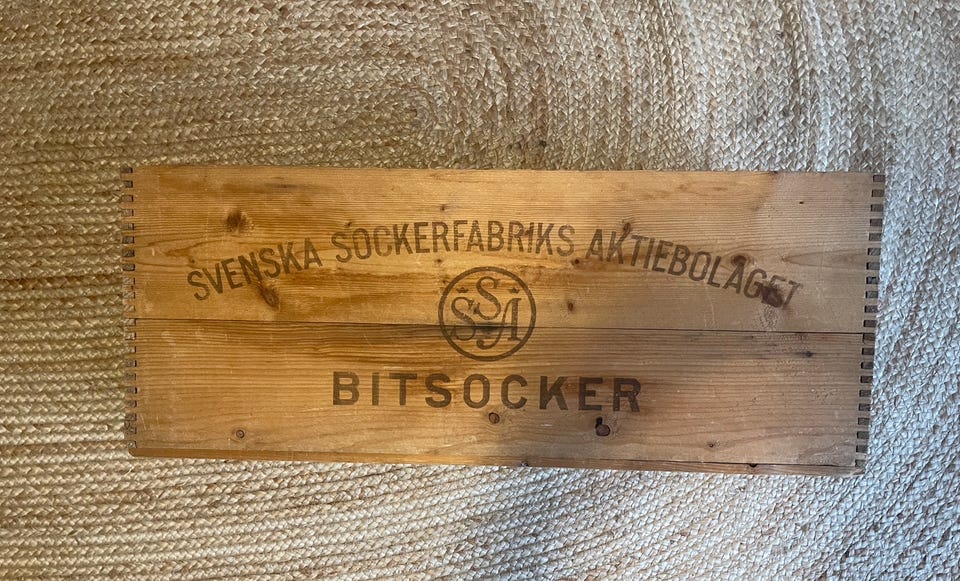 SVENSKA SOCKERFABRIKS AKTIEBOLAGET
SSA
BITSOCKER